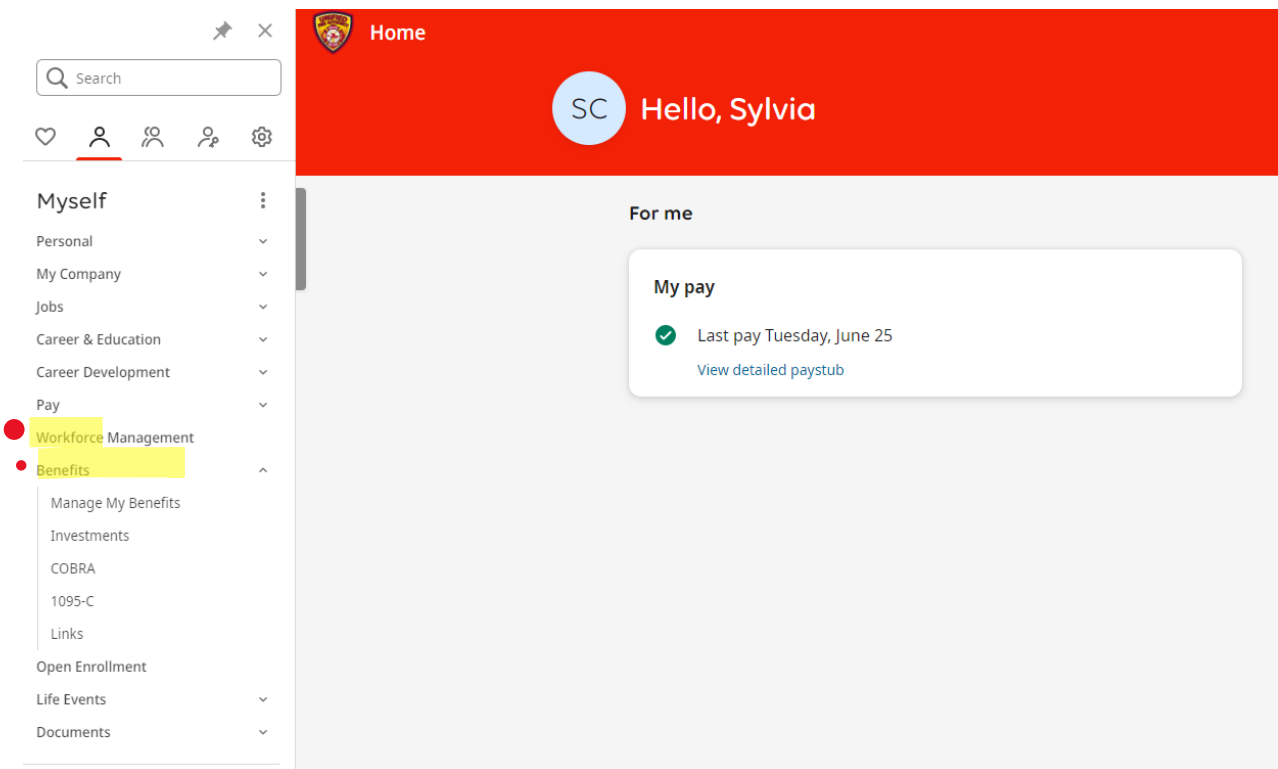 Search
Myself
Personal
My Company
Jobs
Career & Education
Career Development
Pay
Workforce Management
Benefits
Manage My Benefits
Investments
COBRA
1095-C
Links
Open Enrollment
Life Events
Documents
Home
SC
Hello, Sylvia
For me
My pay
Last pay Tuesday, June 25
View detailed paystub